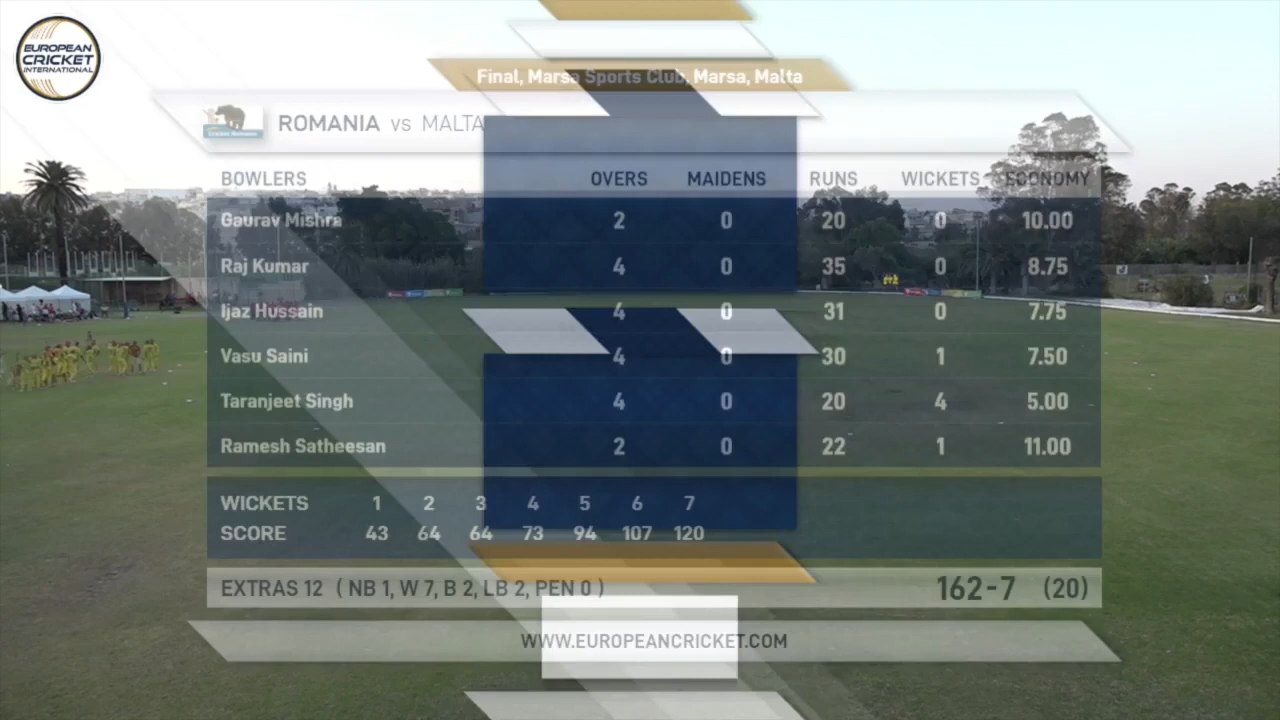 EUROPEAN
CRICKET
INTERNATIONAL
Final, Marsa Sports Club, Marsa, Malta
ROMANIA vs MALTA
BOWLERS OVERS MAIDENS RUNS WICKETS ECONOMY
Gaurav Mishra 2 0 20 0 10.00
Raj Kumar 4 0 35 0 8.75
Ijaz Hussain 4 0 31 0 7.75
Vasu Saini 4 0 30 1 7.50
Taranjeet Singh 4 0 20 4 5.00
Ramesh Satheesan 2 0 22 1 11.00
WICKETS 1 2 3 4 5 6 7
SCORE 43 64 64 73 94 107 120
EXTRAS 12 ( NB 1, W 7, B 2, LB 2, PEN 0 ) 162-7 (20)
WWW.EUROPEANCRICKET.COM